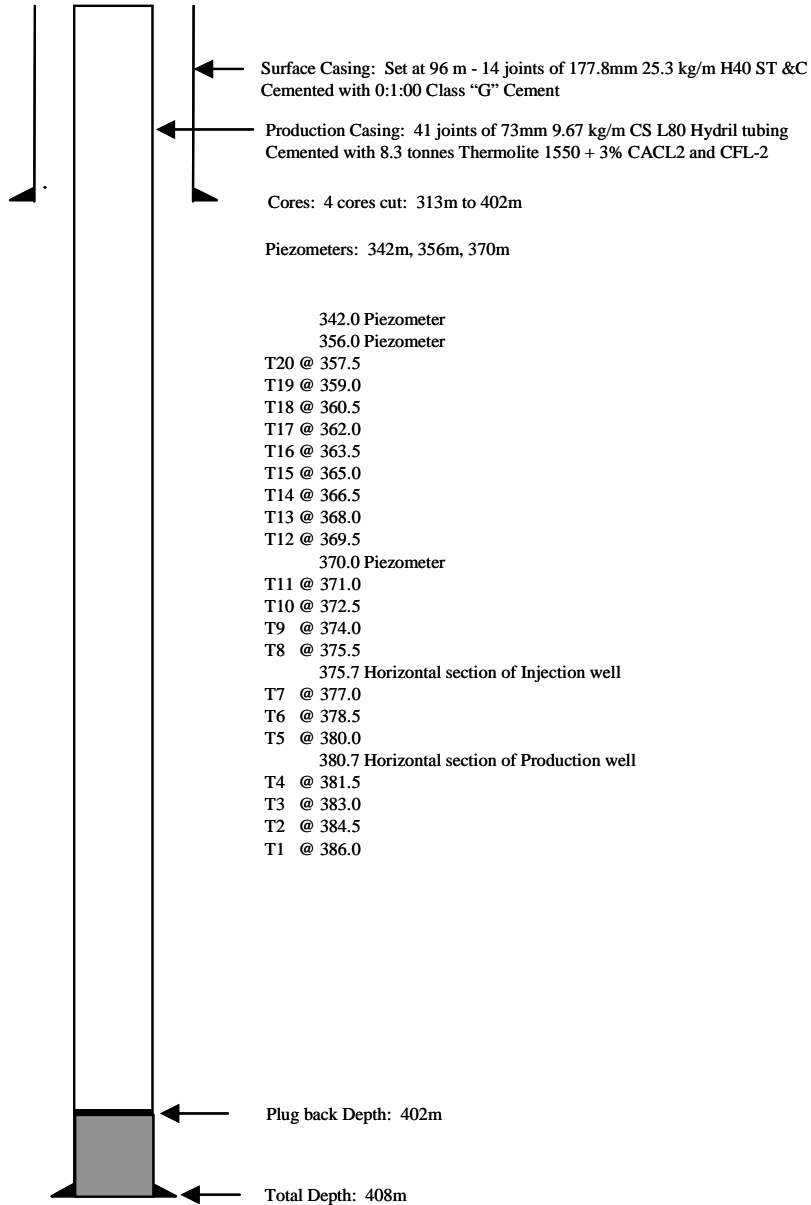 Surface Casing: Set at 96 m - 14 joints of 177.8mm 25.3 kg/m H40 ST &C
Cemented with 0:1:00 Class “G” Cement
Production Casing: 41 joints of 73mm 9.67 kg/m CS L80 Hydril tubing
Cemented with 8.3 tonnes Thermolite 1550 + 3% CACL2 and CFL-2
Cores: 4 cores cut: 313m to 402m
Piezometers: 342m, 356m, 370m
342.0 Piezometer
356.0 Piezometer
T20 @ 357.5
T19 @ 359.0
T18 @ 360.5
T17 @ 362.0
T16 @ 363.5
T15 @ 365.0
T14 @ 366.5
T13 @ 368.0
T12 @ 369.5
370.0 Piezometer
T11 @ 371.0
T10 @ 372.5
T9 @ 374.0
T8 @ 375.5
375.7 Horizontal section of Injection well
T7 @ 377.0
T6 @ 378.5
T5 @ 380.0
380.7 Horizontal section of Production well
T4 @ 381.5
T3 @ 383.0
T2 @ 384.5
T1 @ 386.0
Plug back Depth: 402m
Total Depth: 408m